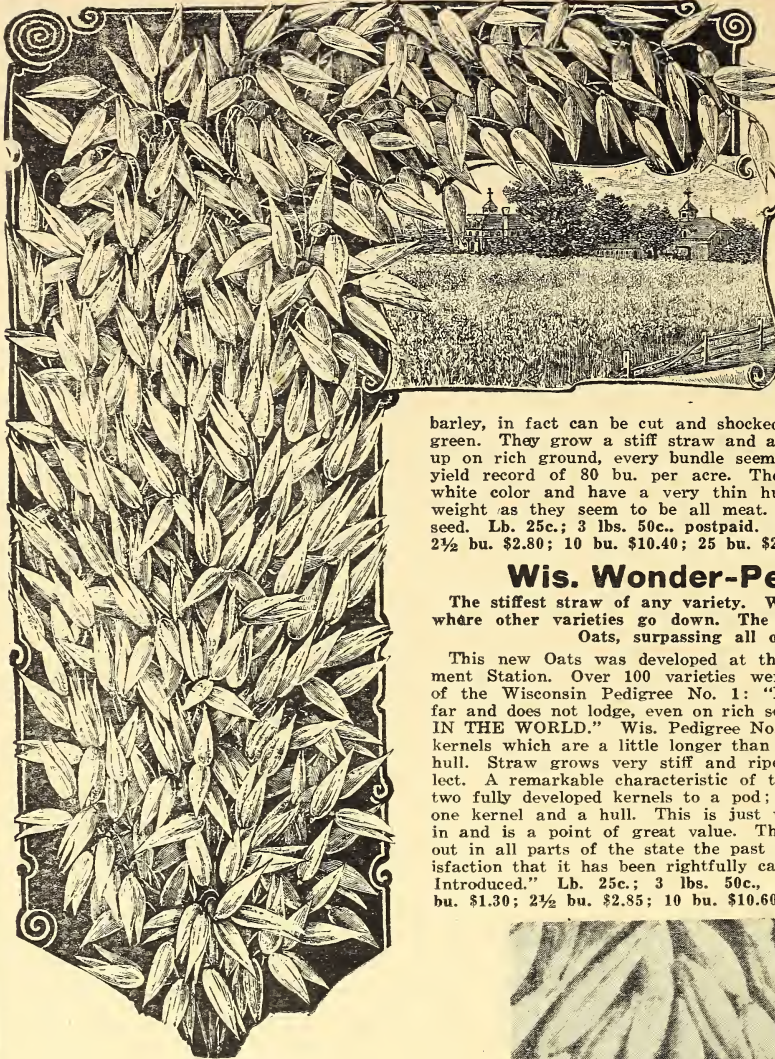 barley, in fact can be cut and shocked
green. They grow a stiff straw and a
up on rich ground, every bundle seem
yield record of 80 bu. per acre. The
white color and have a very thin hu
weight as they seem to be all meat.
seed. Lb. 25c.; 3 lbs. 50c.. postpaid.
2½ bu. $2.80; 10 bu. $10.40; 25 bu. $2
Wis. Wonder-Pe
The stiffest straw of any variety. W
where other varieties go down. The
Oats, surpassing all o
This new Oats was developed at th
ment Station. Over 100 varieties wer
of the Wisconsin Pedigree No. 1: "
far and does not lodge, even on rich s
IN THE WORLD." Wis. Pedigree No
kernels which are a little longer than
hull. Straw grows very stiff and ripe
lect. A remarkable characteristic of t
two fully developed kernels to a pod;
one kernel and a hull. This is just
in and is a point of great value. Th
out in all parts of the state the past
isfaction that it has been rightfully ca
Introduced." Lb. 25c.; 3 lbs. 50c.,
bu. $1.30; 2½ bu. $2.85; 10 bu. $10.60